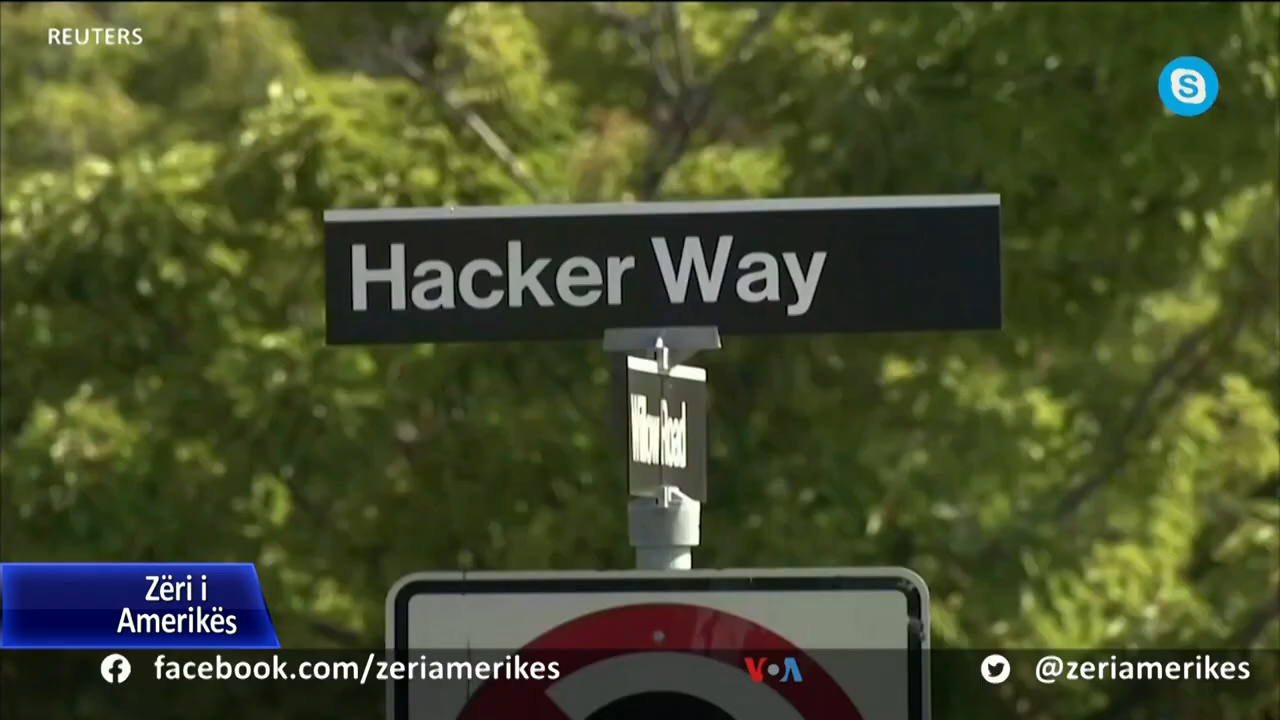 REUTERS
Hacker Way
Willow Road
Zëri i
Amerikës
facebook.com/zeriamerikes
VOA
@zeriamerikes